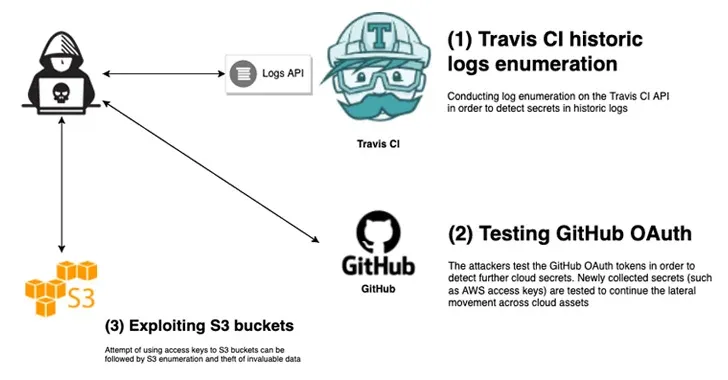 (1) Travis CI historic
logs enumeration
Logs API
T
Conducting log enumeration on the Travis CI API
in order to detect secrets in historic logs
Travis CI
(2) Testing GitHub OAuth
GitHub
GitHub
The attackers test the GitHub OAuth tokens in order to
detect further cloud secrets. Newly collected secrets (such
as AWS access keys) are tested to continue the lateral
movement across cloud assets
S3
(3) Exploiting S3 buckets
Attempt of using access keys to S3 buckets can be
followed by S3 enumeration and theft of invaluable data